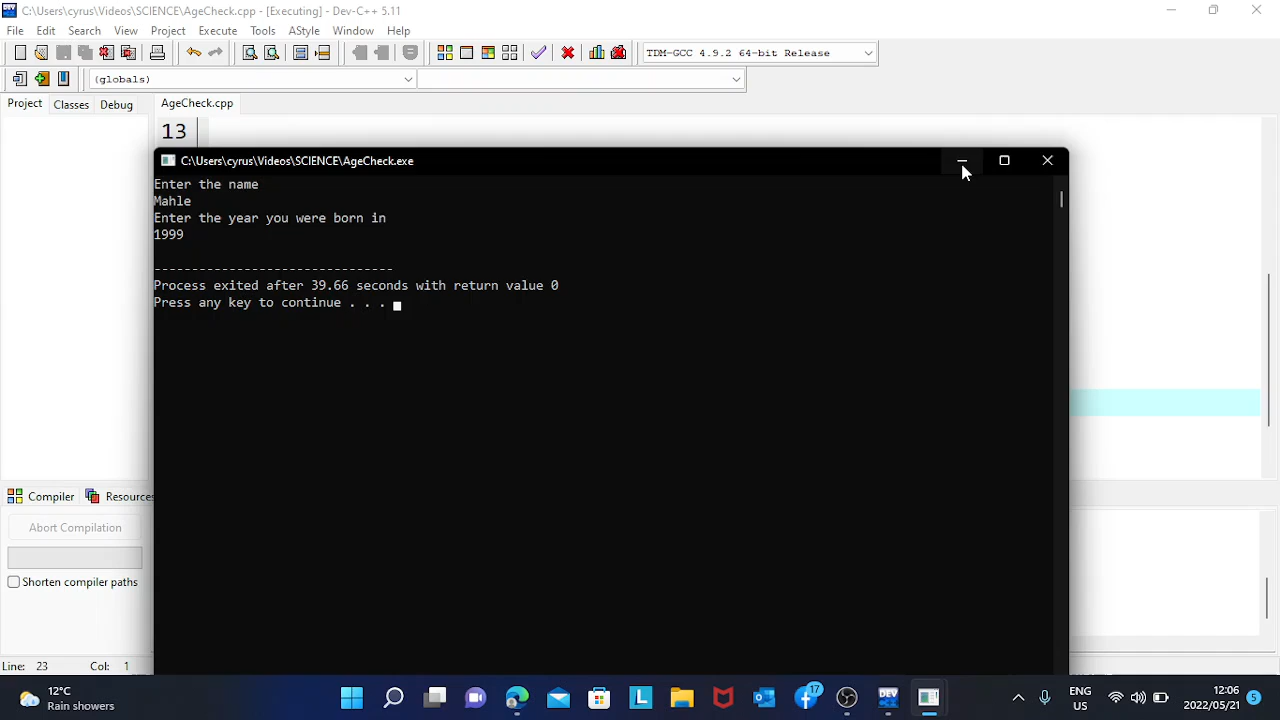 C:\Users\cyrus\Videos\SCIENCE\AgeCheck.cpp - [Executing] - Dev-C++ 5.11
File Edit Search View Project Execute Tools AStyle Window Help
TDM-GCC 4.9.2 64-bit Release
(globals)
Project Classes Debug AgeCheck.cpp
13
C:\Users\cyrus\Videos\SCIENCE\AgeCheck.exe
Enter the name
Mahle
Enter the year you were born in
1999
--------------------------------
Process exited after 39.66 seconds with return value 0
Press any key to continue . . .
Compiler Resources
Abort Compilation
Shorten compiler paths
Line: 23 Col: 1
12°C
Rain showers
L
17
DEV
ENG
US
12:06
2022/05/21
5